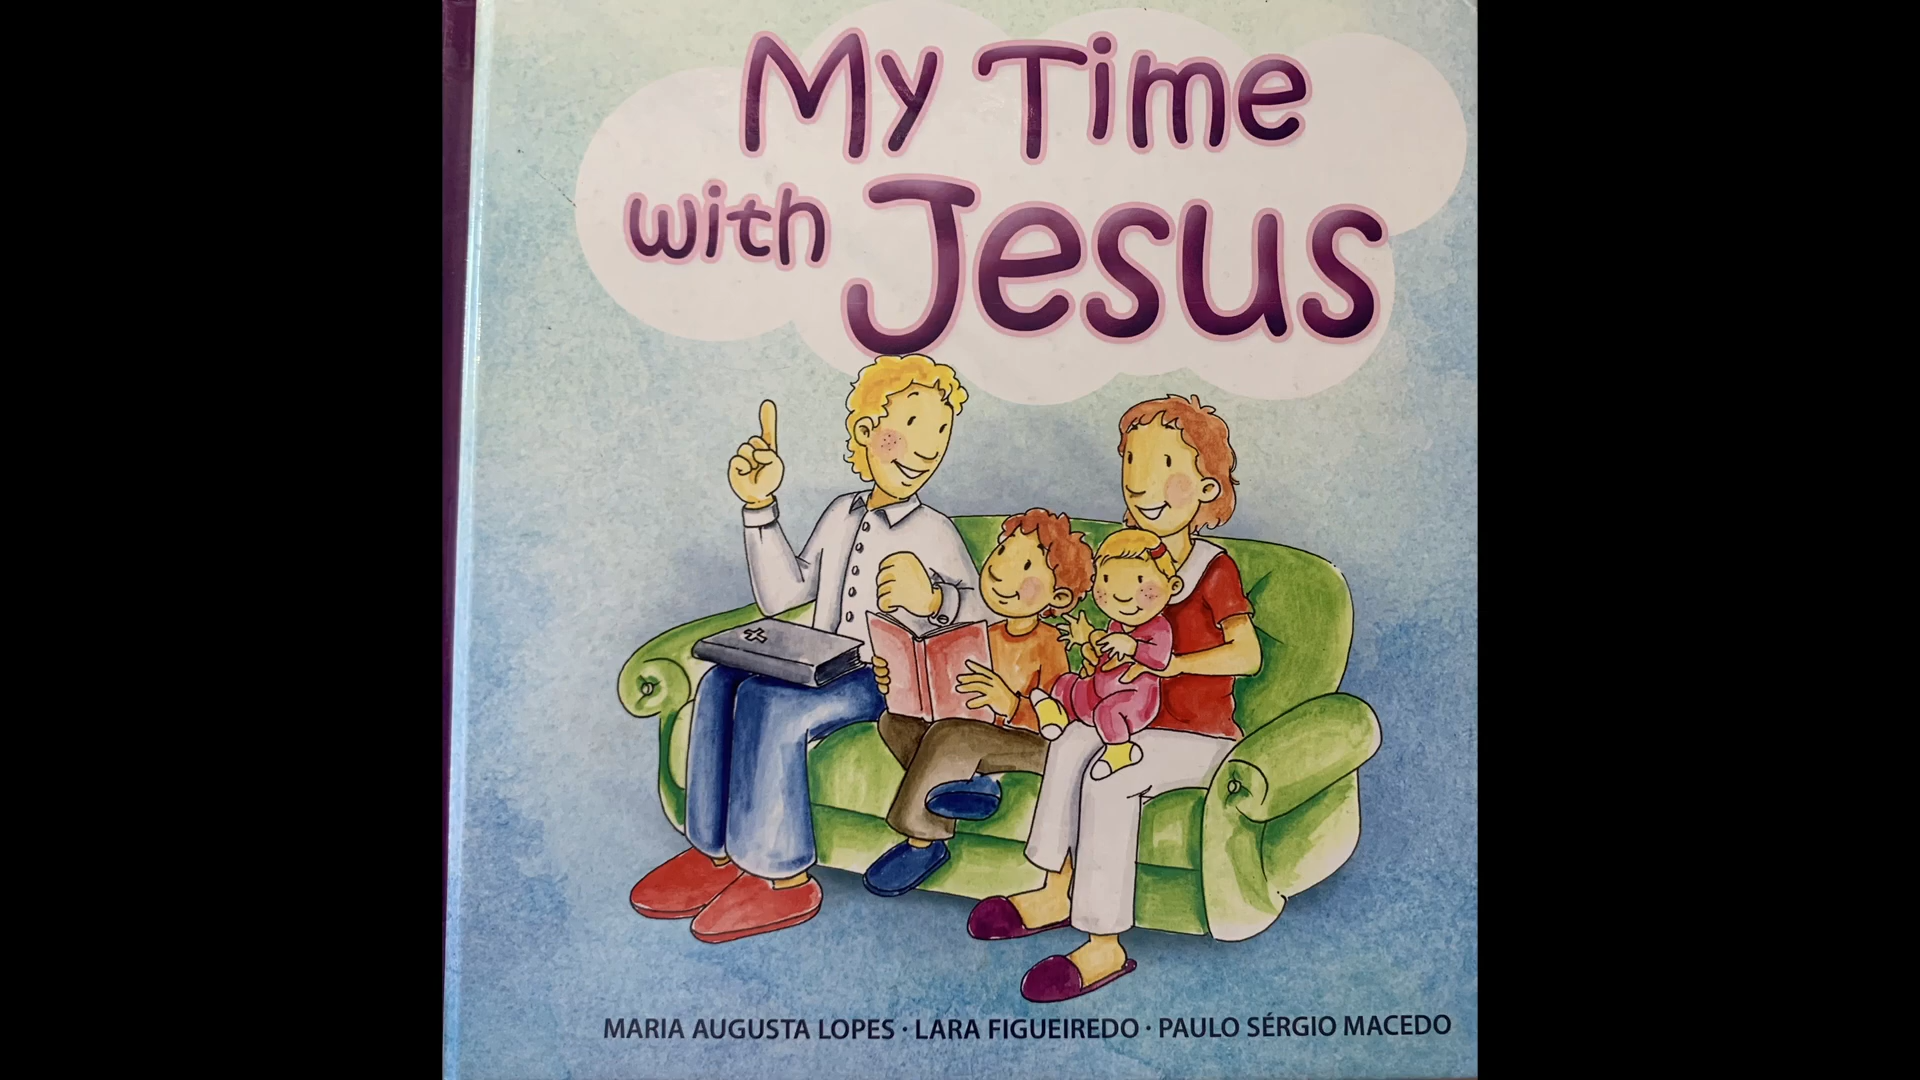 My Time
with Jesus
MARIA AUGUSTA LOPES · LARA FIGUEIREDO · PAULO SÉRGIO MACEDO